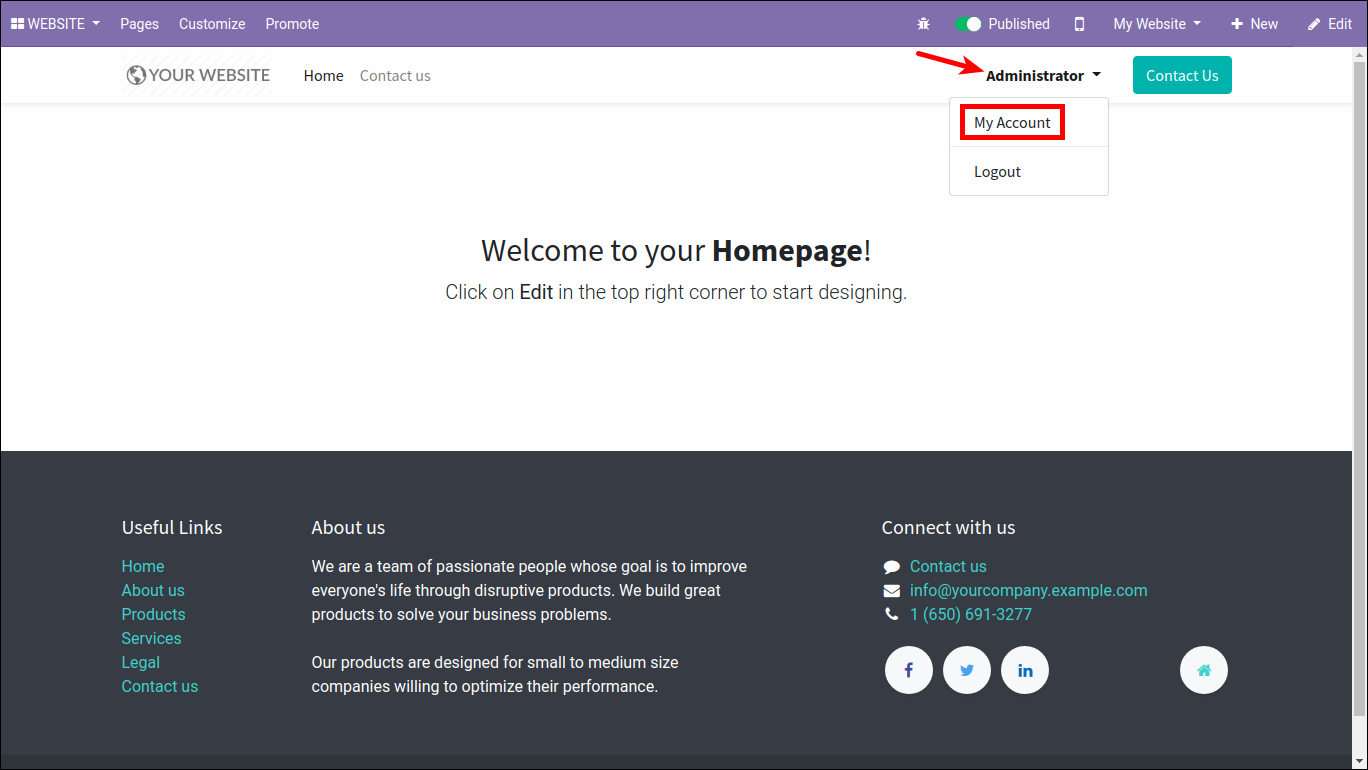 WEBSITE Pages Customize Promote Published My Website New Edit
YOUR WEBSITE Home Contact us Administrator Contact Us
My Account
Logout
Welcome to your Homepage!
Click on Edit in the top right corner to start designing.
Useful Links
Home
About us
Products
Services
Legal
Contact us
About us
We are a team of passionate people whose goal is to improve
everyone's life through disruptive products. We build great
products to solve your business problems.
Our products are designed for small to medium size
companies willing to optimize their performance.
Connect with us
Contact us
info@yourcompany.example.com
1 (650) 691-3277